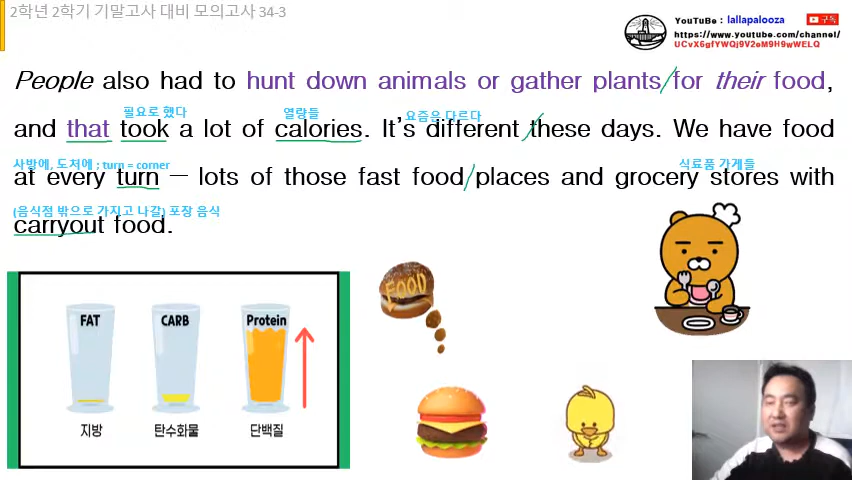 2학년 2학기 기말고사 대비 모의고사 34-3
YouTuBe : lallapalooza
구독
https://www.youtube.com/channel/
UCvX6gfYWQj9V2eM9H9wWELQ
People also had to hunt down animals or gather plants/for their food,
필요로 했다 열량들 요즘은 다르다
and that took a lot of calories. It's different these days. We have food
사방에, 도처에 ; turn = corner 식료품 가게들
at every turn – lots of those fast food/places and grocery stores with
(음식점 밖으로 가지고 나갈) 포장 음식
carryout food.
FAT CARB Protein
지방 탄수화물 단백질
FOOD